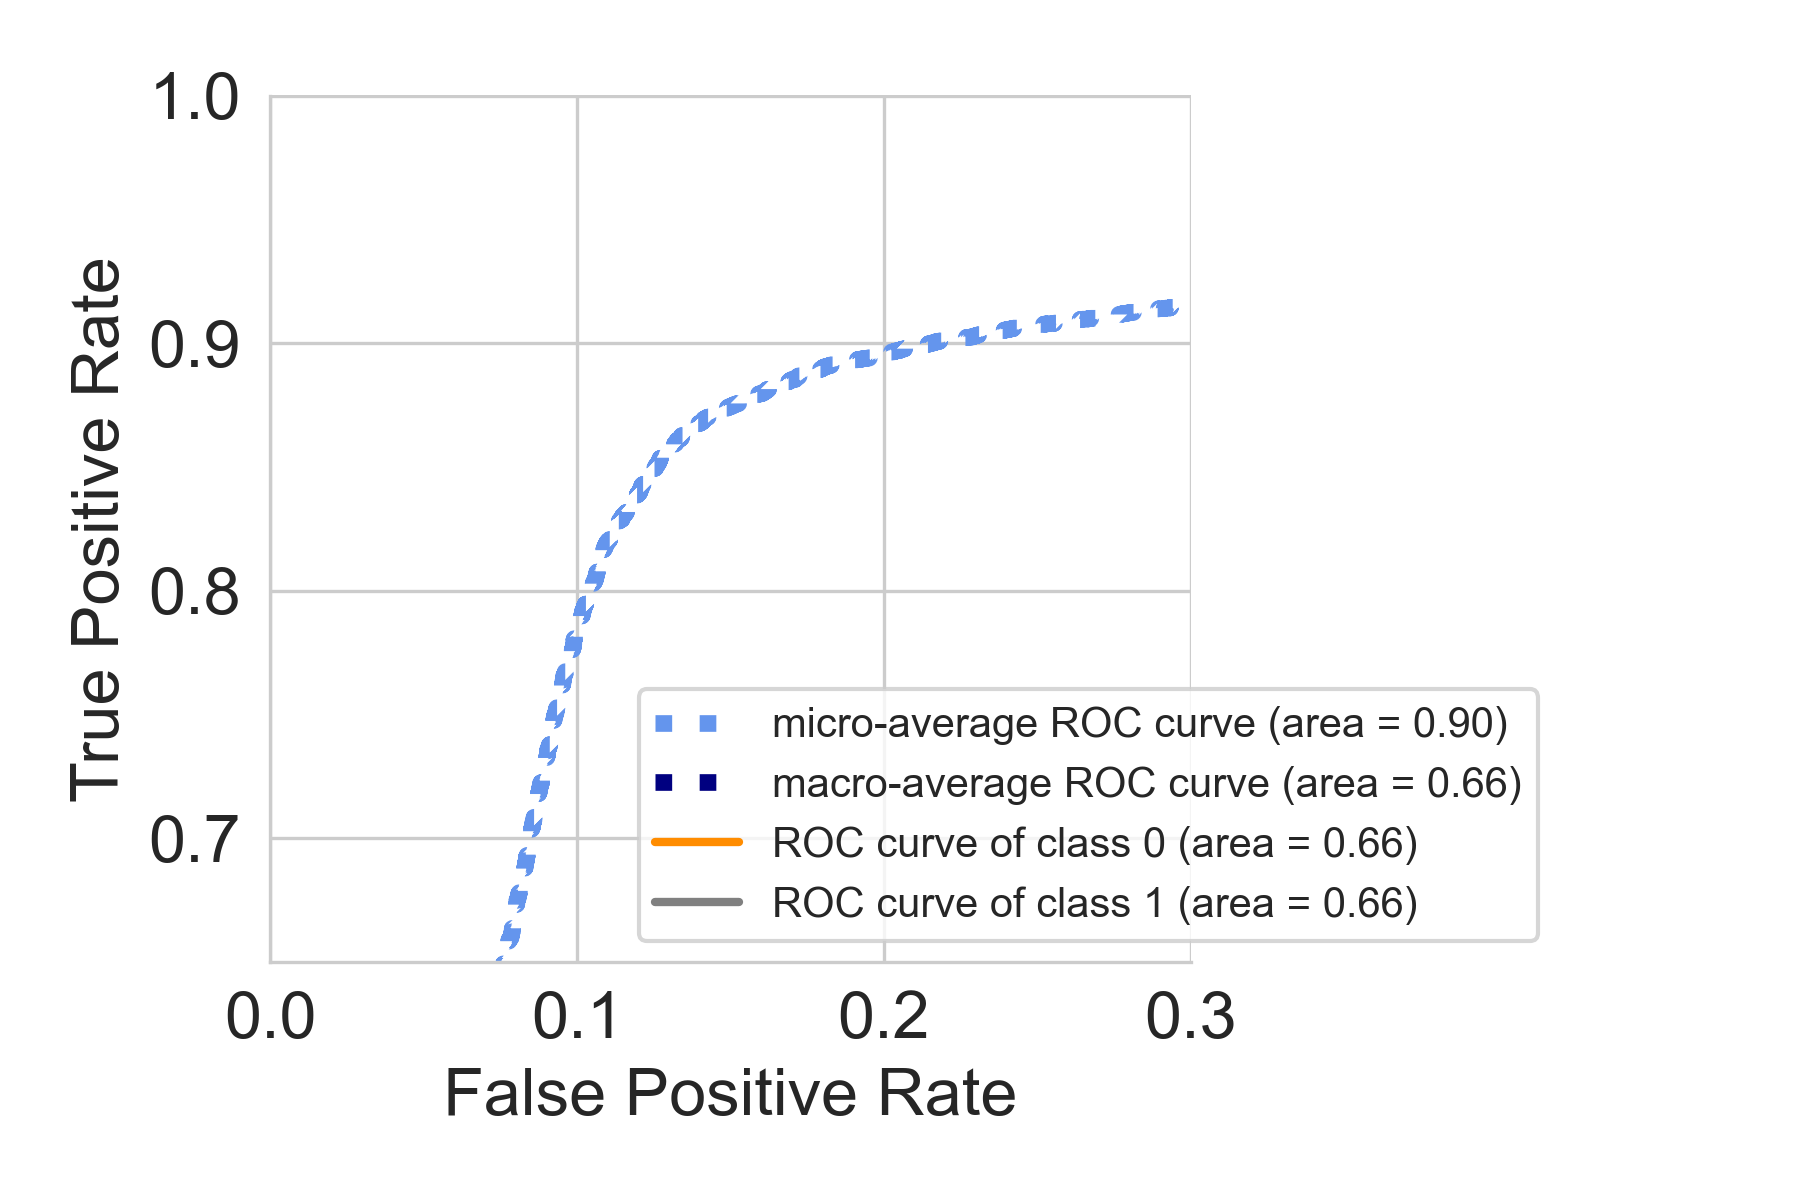 1.0
0.9
0.8
0.7
True Positive Rate
micro-average ROC curve (area = 0.90)
macro-average ROC curve (area = 0.66)
ROC curve of class 0 (area = 0.66)
ROC curve of class 1 (area = 0.66)
0.0 0.1 0.2 0.3
False Positive Rate